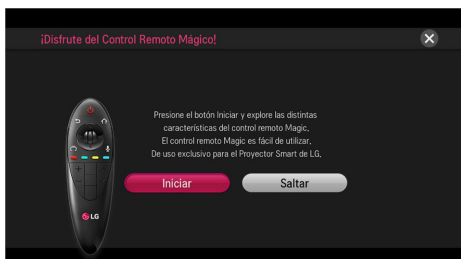 ¡Disfrute del Control Remoto Mágico!
Presione el botón Iniciar y explore las distintas
características del control remoto Magic.
El control remoto Magic es fácil de utilizar.
De uso exclusivo para el Proyector Smart de LG.
Iniciar
Saltar
LG